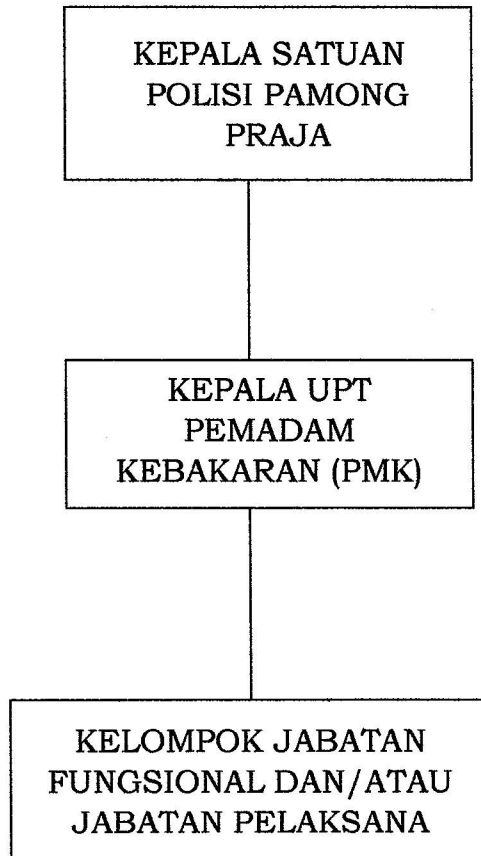 KEPALA SATUAN
POLISI PAMONG
PRAJA
KEPALA UPT
PEMADAM
KEBAKARAN (PMK)
KELOMPOK JABATAN
FUNGSIONAL DAN/ATAU
JABATAN PELAKSANA